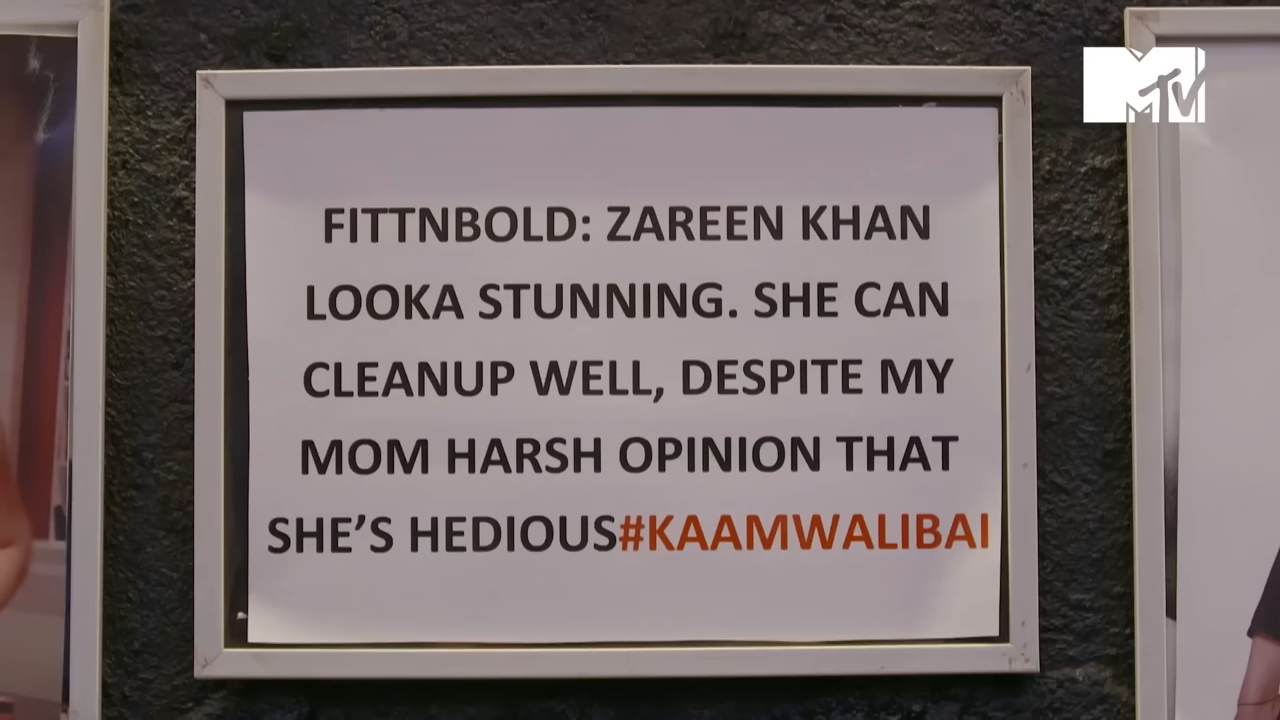 MTV
FITTNBOLD: ZAREEN KHAN
LOOKA STUNNING. SHE CAN
CLEANUP WELL, DESPITE MY
MOM HARSH OPINION THAT
SHE’S HEDIOUS#KAAMWALIBAI